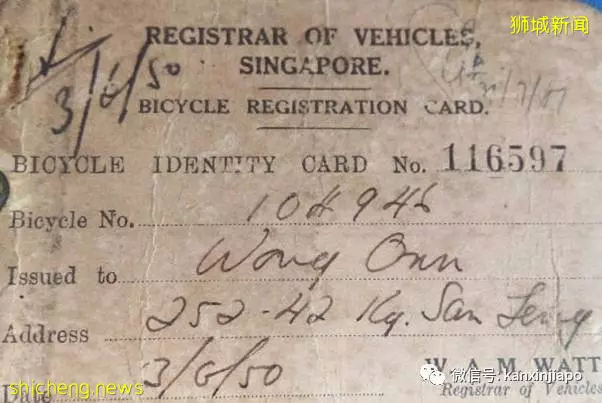 狮城新闻
REGISTRAR OF VEHICLES,
SINGAPORE.
3/6/50
BICYCLE REGISTRATION CARD.
BICYCLE IDENTITY CARD No. 116597
Bicycle No.
Issued to Wong Onn
Address 252-42 Kg. San Teng
Date 3/6/50
W. A. M. WATT
Registrar of Vehicles
微信号: kanxinjiapo
shicheng.news